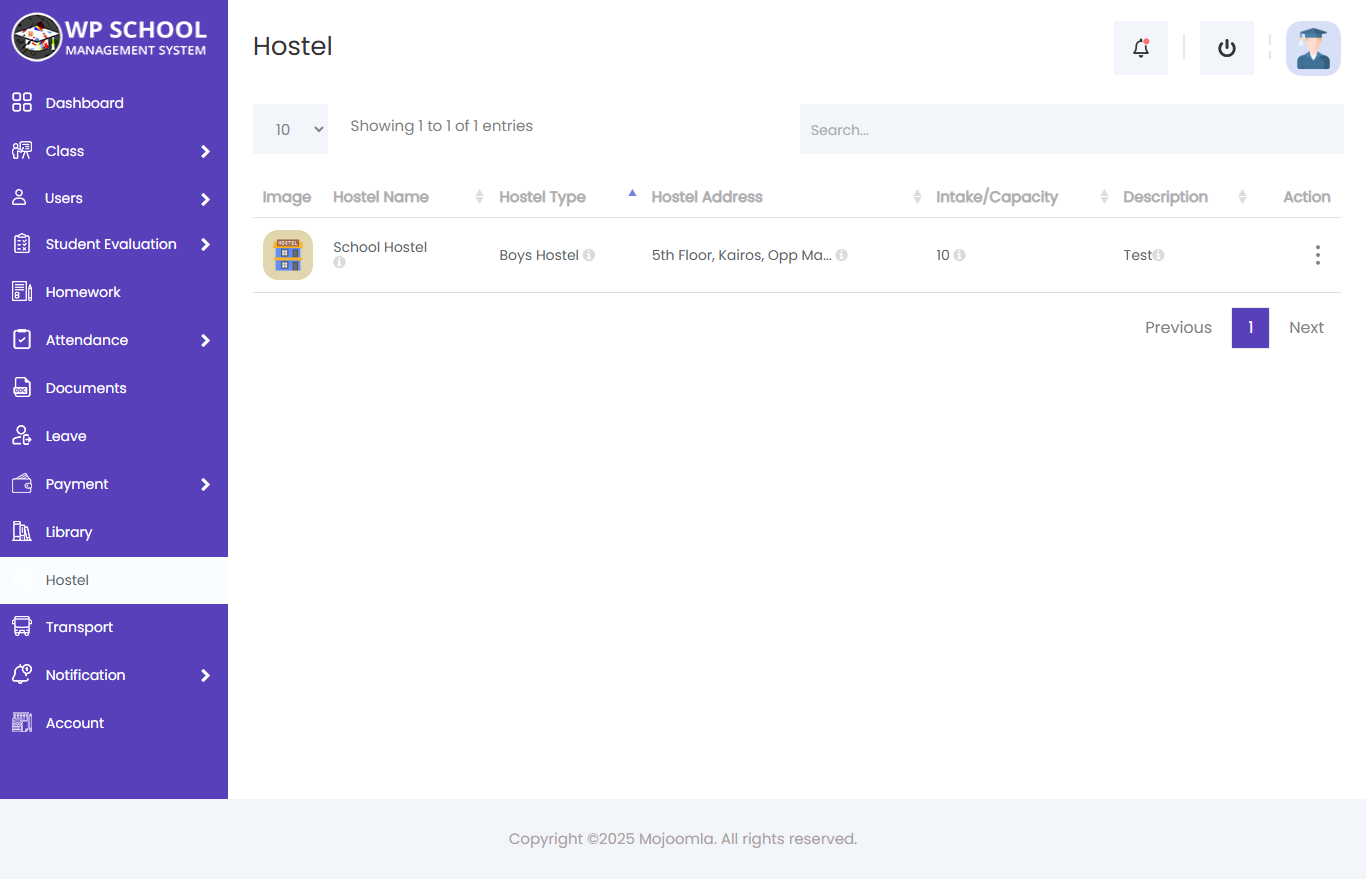 WP SCHOOL
MANAGEMENT SYSTEM
Dashboard
Class
Users
Student Evaluation
Homework
Attendance
Documents
Leave
Payment
Library
Hostel
Transport
Notification
Account
Hostel
10
Showing 1 to 1 of 1 entries
Search...
Image Hostel Name Hostel Type Hostel Address Intake/Capacity Description Action
HOSTEL
School Hostel Boys Hostel 5th Floor, Kairos, Opp Ma... 10 Test
Previous 1 Next
Copyright ©2025 Mojoomla. All rights reserved.